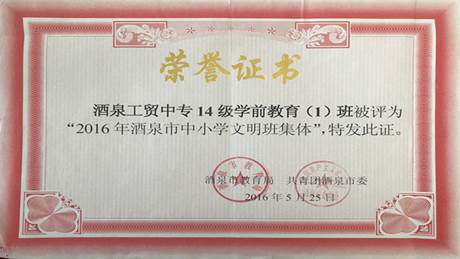 荣誉证书
酒泉工贸中专14级学前教育（1）班被评为
“2016年酒泉市中小学文明班集体”，特发此证。
酒泉市教育局 共青团酒泉市委
2016年5月25日